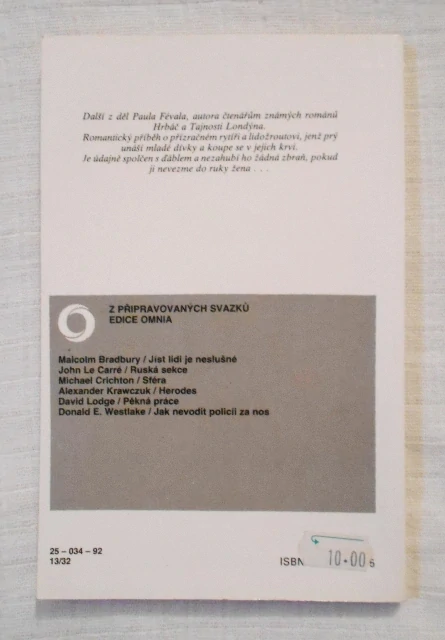 Další z děl Paula Févala, autora čtenářům známých románů
Hrbáč a Tajnosti Londýna.
Romantický příběh o přízračném rytíři a lidožroutovi, jenž prý
unáší mladé dívky a koupe se v jejich krvi.
Je údajně spolčen s ďáblem a nezahubí ho žádná zbraň, pokud
ji nevezme do ruky žena . . .
Z PŘIPRAVOVANÝCH SVAZKŮ
EDICE OMNIA
Malcolm Bradbury / Jíst lidi je neslušné
John Le Carré / Ruská sekce
Michael Crichton / Sféra
Alexander Krawczuk / Herodes
David Lodge / Pěkná práce
Donald E. Westlake / Jak nevodit policii za nos
25 – 034 – 92
13/32
ISBN 10·00 6